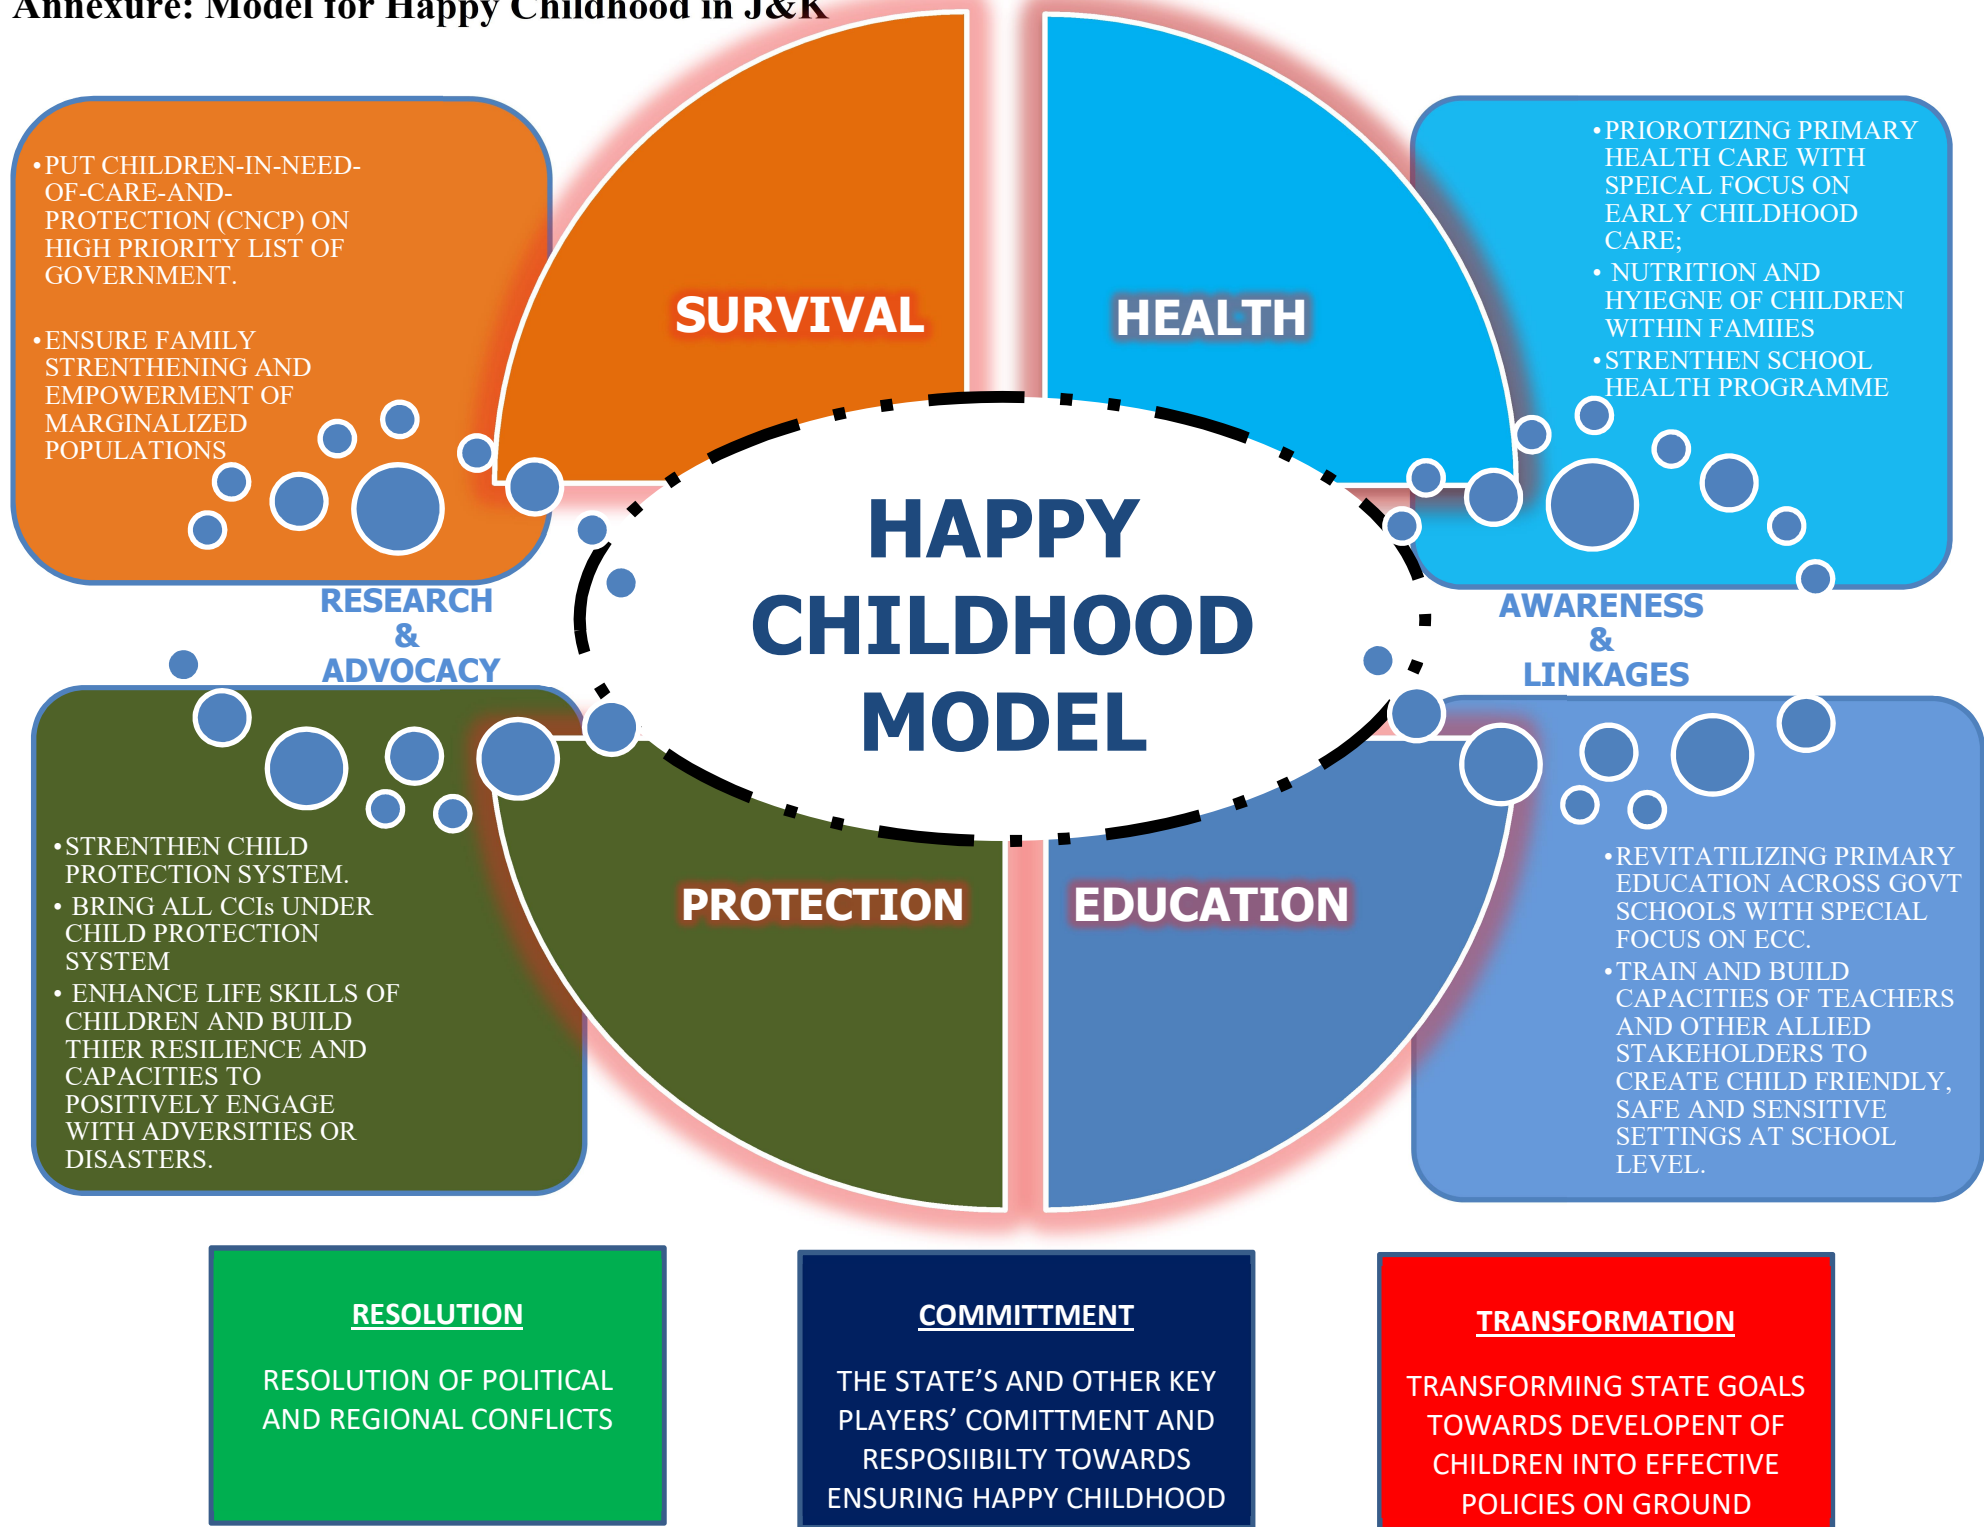 Annexure: Model for Happy Childhood in J&K
•PUT CHILDREN-IN-NEED-
OF-CARE-AND-
PROTECTION (CNCP) ON
HIGH PRIORITY LIST OF
GOVERNMENT.
•ENSURE FAMILY
STRENTHENING AND
EMPOWERMENT OF
MARGINALIZED
POPULATIONS
SURVIVAL
HEALTH
•PRIOROTIZING PRIMARY
HEALTH CARE WITH
SPEICAL FOCUS ON
EARLY CHILDHOOD
CARE;
• NUTRITION AND
HYIEGNE OF CHILDREN
WITHIN FAMIIES
•STRENTHEN SCHOOL
HEALTH PROGRAMME
HAPPY
CHILDHOOD
MODEL
RESEARCH
&
ADVOCACY
AWARENESS
&
LINKAGES
•STRENTHEN CHILD
PROTECTION SYSTEM.
• BRING ALL CCIs UNDER
CHILD PROTECTION
SYSTEM
• ENHANCE LIFE SKILLS OF
CHILDREN AND BUILD
THIER RESILIENCE AND
CAPACITIES TO
POSITIVELY ENGAGE
WITH ADVERSITIES OR
DISASTERS.
PROTECTION
EDUCATION
•REVITATILIZING PRIMARY
EDUCATION ACROSS GOVT
SCHOOLS WITH SPECIAL
FOCUS ON ECC.
•TRAIN AND BUILD
CAPACITIES OF TEACHERS
AND OTHER ALLIED
STAKEHOLDERS TO
CREATE CHILD FRIENDLY,
SAFE AND SENSITIVE
SETTINGS AT SCHOOL
LEVEL.
RESOLUTION
RESOLUTION OF POLITICAL
AND REGIONAL CONFLICTS
COMMITTMENT
THE STATE’S AND OTHER KEY
PLAYERS’ COMITTMENT AND
RESPOSIIBILTY TOWARDS
ENSURING HAPPY CHILDHOOD
TRANSFORMATION
TRANSFORMING STATE GOALS
TOWARDS DEVELOPENT OF
CHILDREN INTO EFFECTIVE
POLICIES ON GROUND